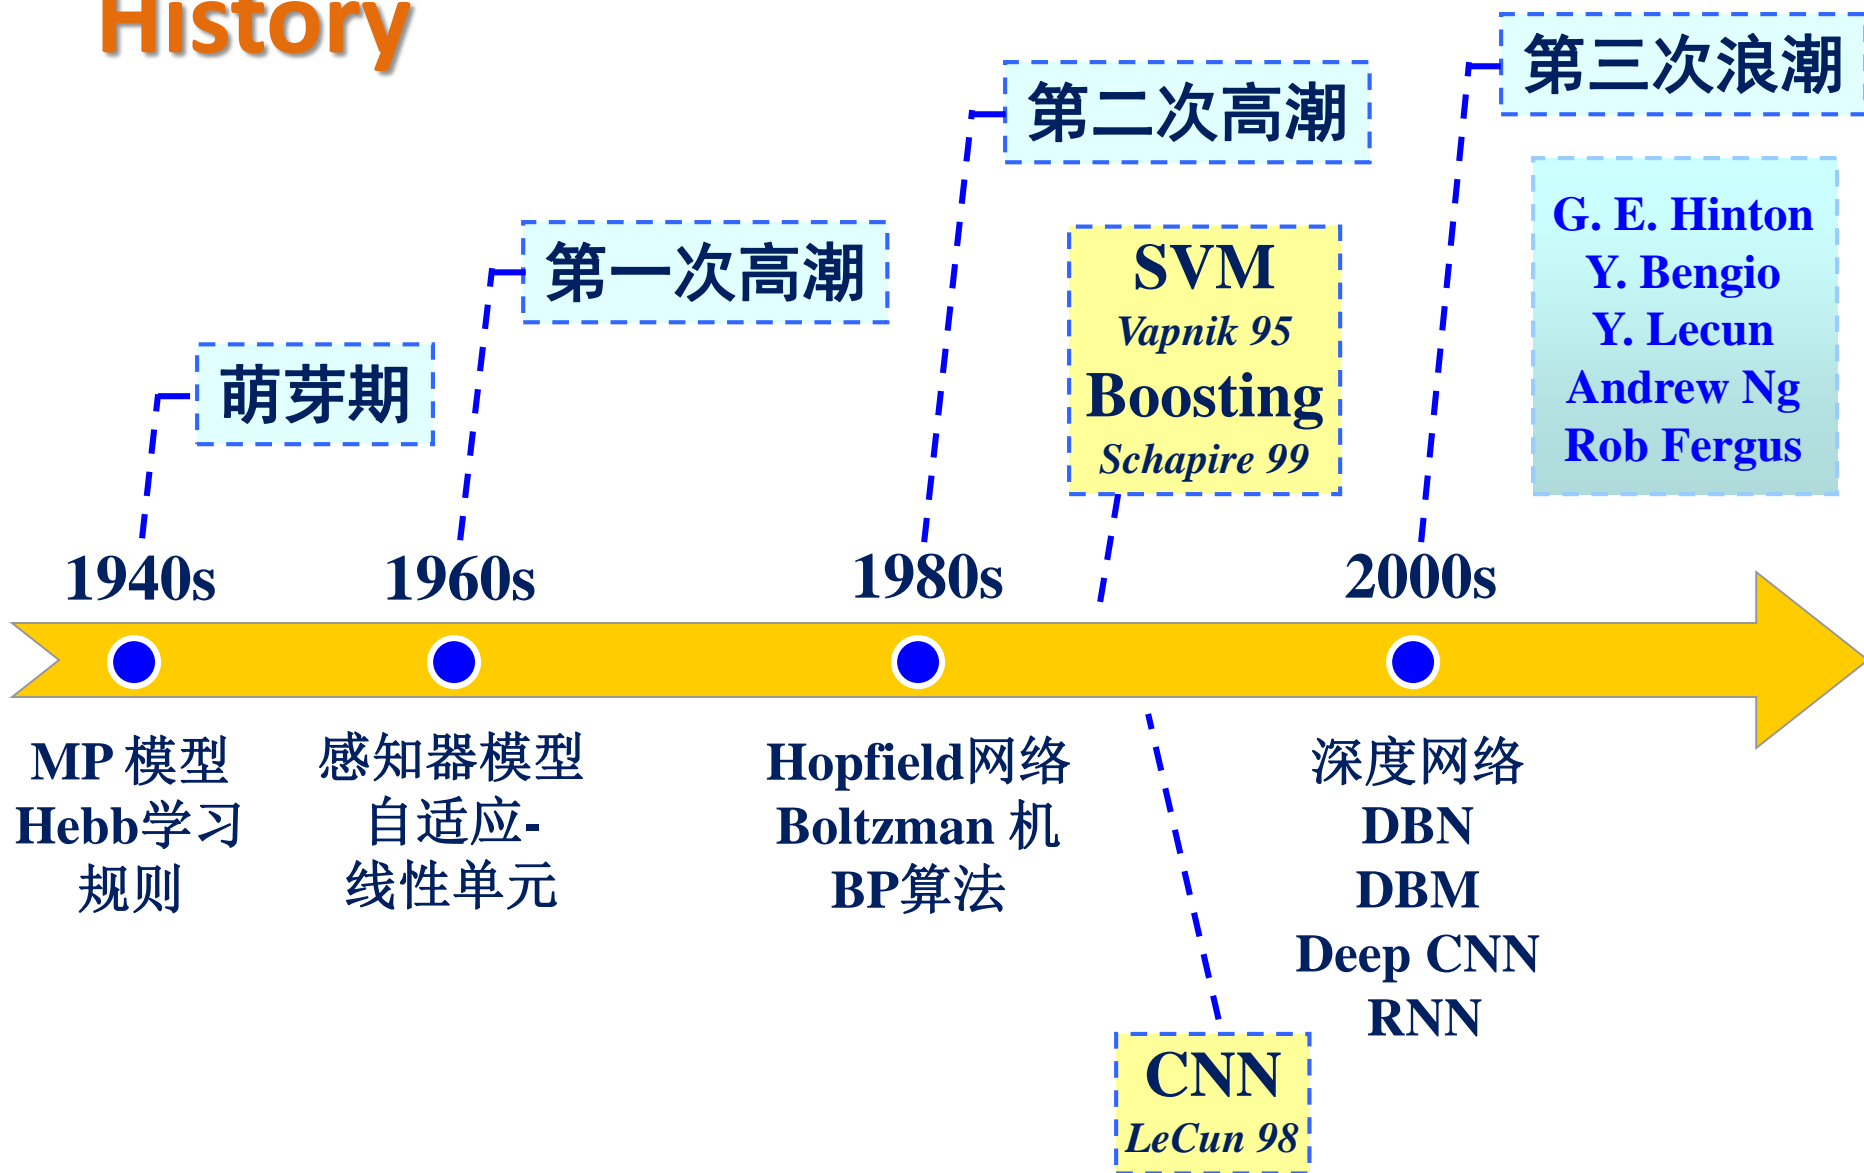 History
第三次浪潮
第二次高潮
第一次高潮
萌芽期
G. E. Hinton
Y. Bengio
Y. Lecun
Andrew Ng
Rob Fergus
SVM
Vapnik 95
Boosting
Schapire 99
1940s
1960s
1980s
2000s
MP 模型
Hebb学习
规则
感知器模型
自适应-
线性单元
Hopfield网络
Boltzman 机
BP算法
深度网络
DBN
DBM
Deep CNN
RNN
CNN
LeCun 98